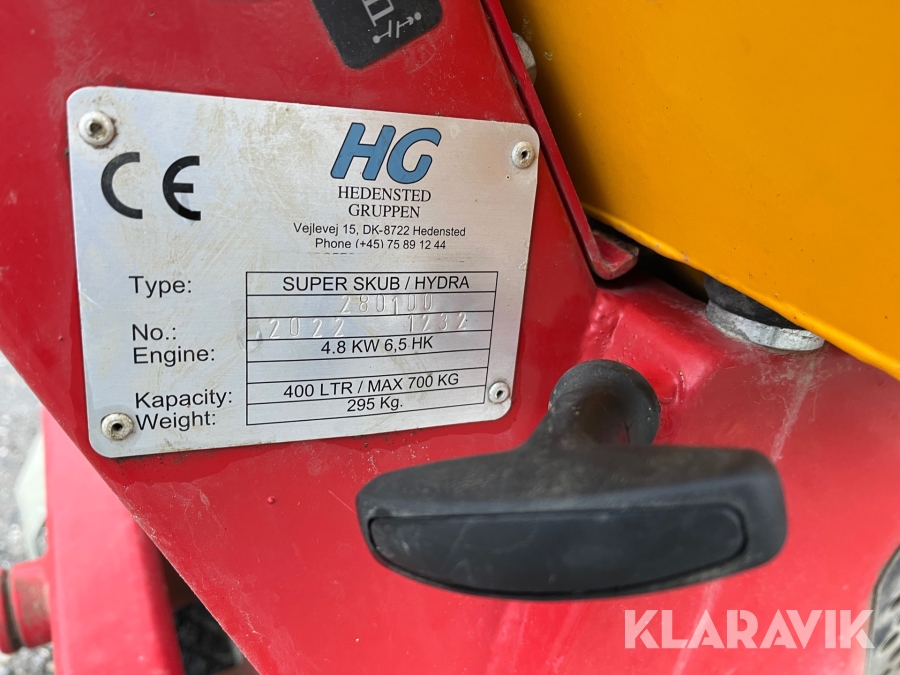 CE
HG
HEDENSTED
GRUPPEN
Vejlevej 15, DK-8722 Hedensted
Phone (+45) 75 89 12 44
Type: SUPER SKUB / HYDRA
280100
No.: 2022 1232
Engine: 4.8 KW 6,5 HK
Kapacity: 400 LTR / MAX 700 KG
Weight: 295 Kg.
KLARAVIK